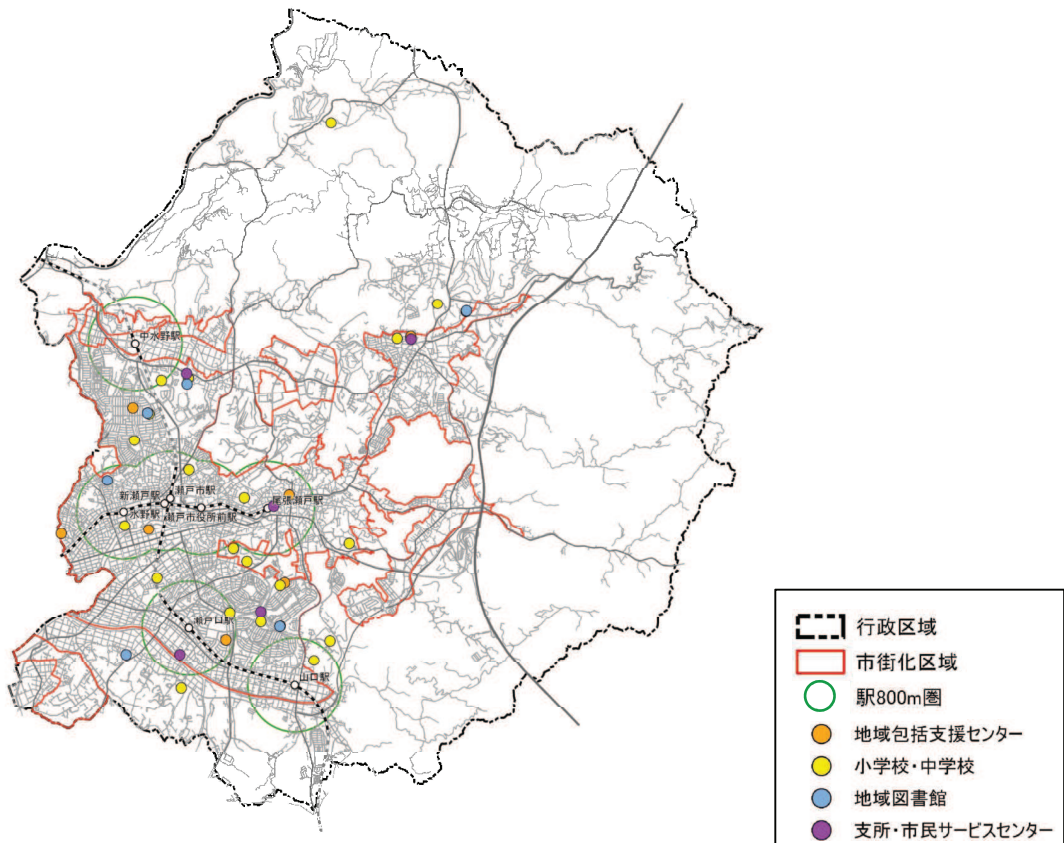 中水野駅
瀬戸市駅
新瀬戸駅
尾張瀬戸駅
水野駅
瀬戸市役所前駅
瀬戸口駅
山口駅
行政区域
市街化区域
駅800m圏
地域包括支援センター
小学校・中学校
地域図書館
支所・市民サービスセンター